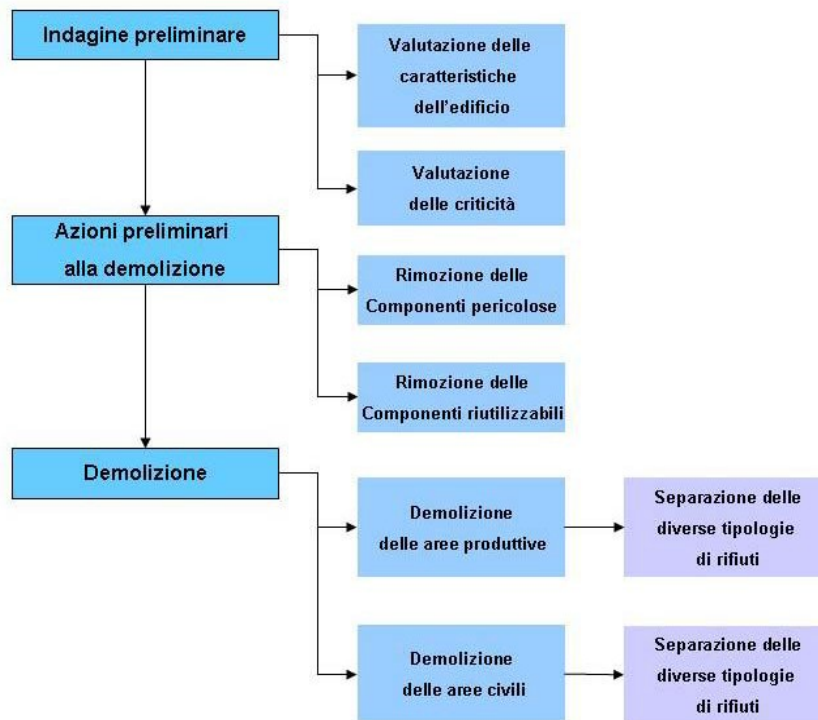 Indagine preliminare
Valutazione delle
caratteristiche
dell'edificio
Valutazione
delle criticità
Azioni preliminari
alla demolizione
Rimozione delle
Componenti pericolose
Rimozione delle
Componenti riutilizzabili
Demolizione
Demolizione
delle aree produttive
Separazione delle
diverse tipologie
di rifiuti
Demolizione
delle aree civili
Separazione delle
diverse tipologie
di rifiuti